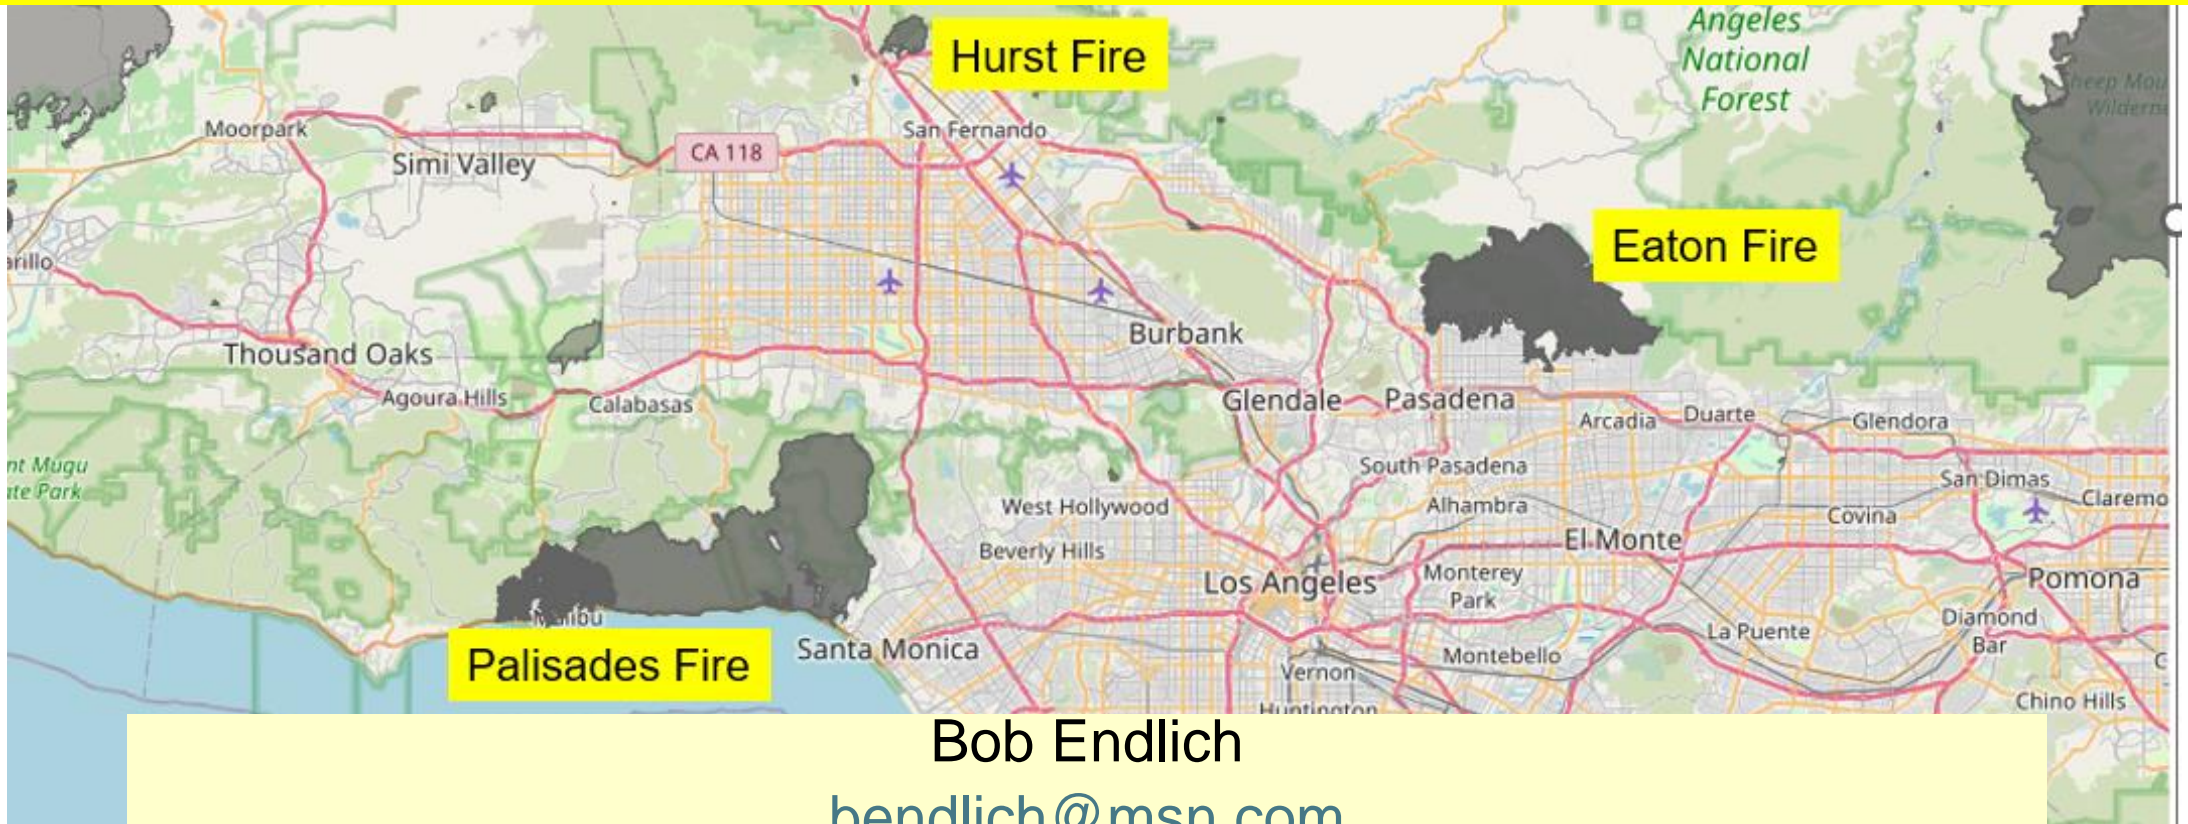 Angeles
National
Forest
Hurst Fire
Moorpark
San Fernando
Simi Valley
CA 118
Eaton Fire
Burbank
Thousand Oaks
Agoura Hills
Calabasas
Glendale
Pasadena
Arcadia
Duarte
Glendora
South Pasadena
San Dimas
West Hollywood
Alhambra
Covina
Beverly Hills
El Monte
Los Angeles
Monterey
Park
Pomona
Malibu
Diamond
Bar
La Puente
Santa Monica
Palisades Fire
Montebello
Vernon
Chino Hills
Huntington
Bob Endlich
bendlich@msn.com